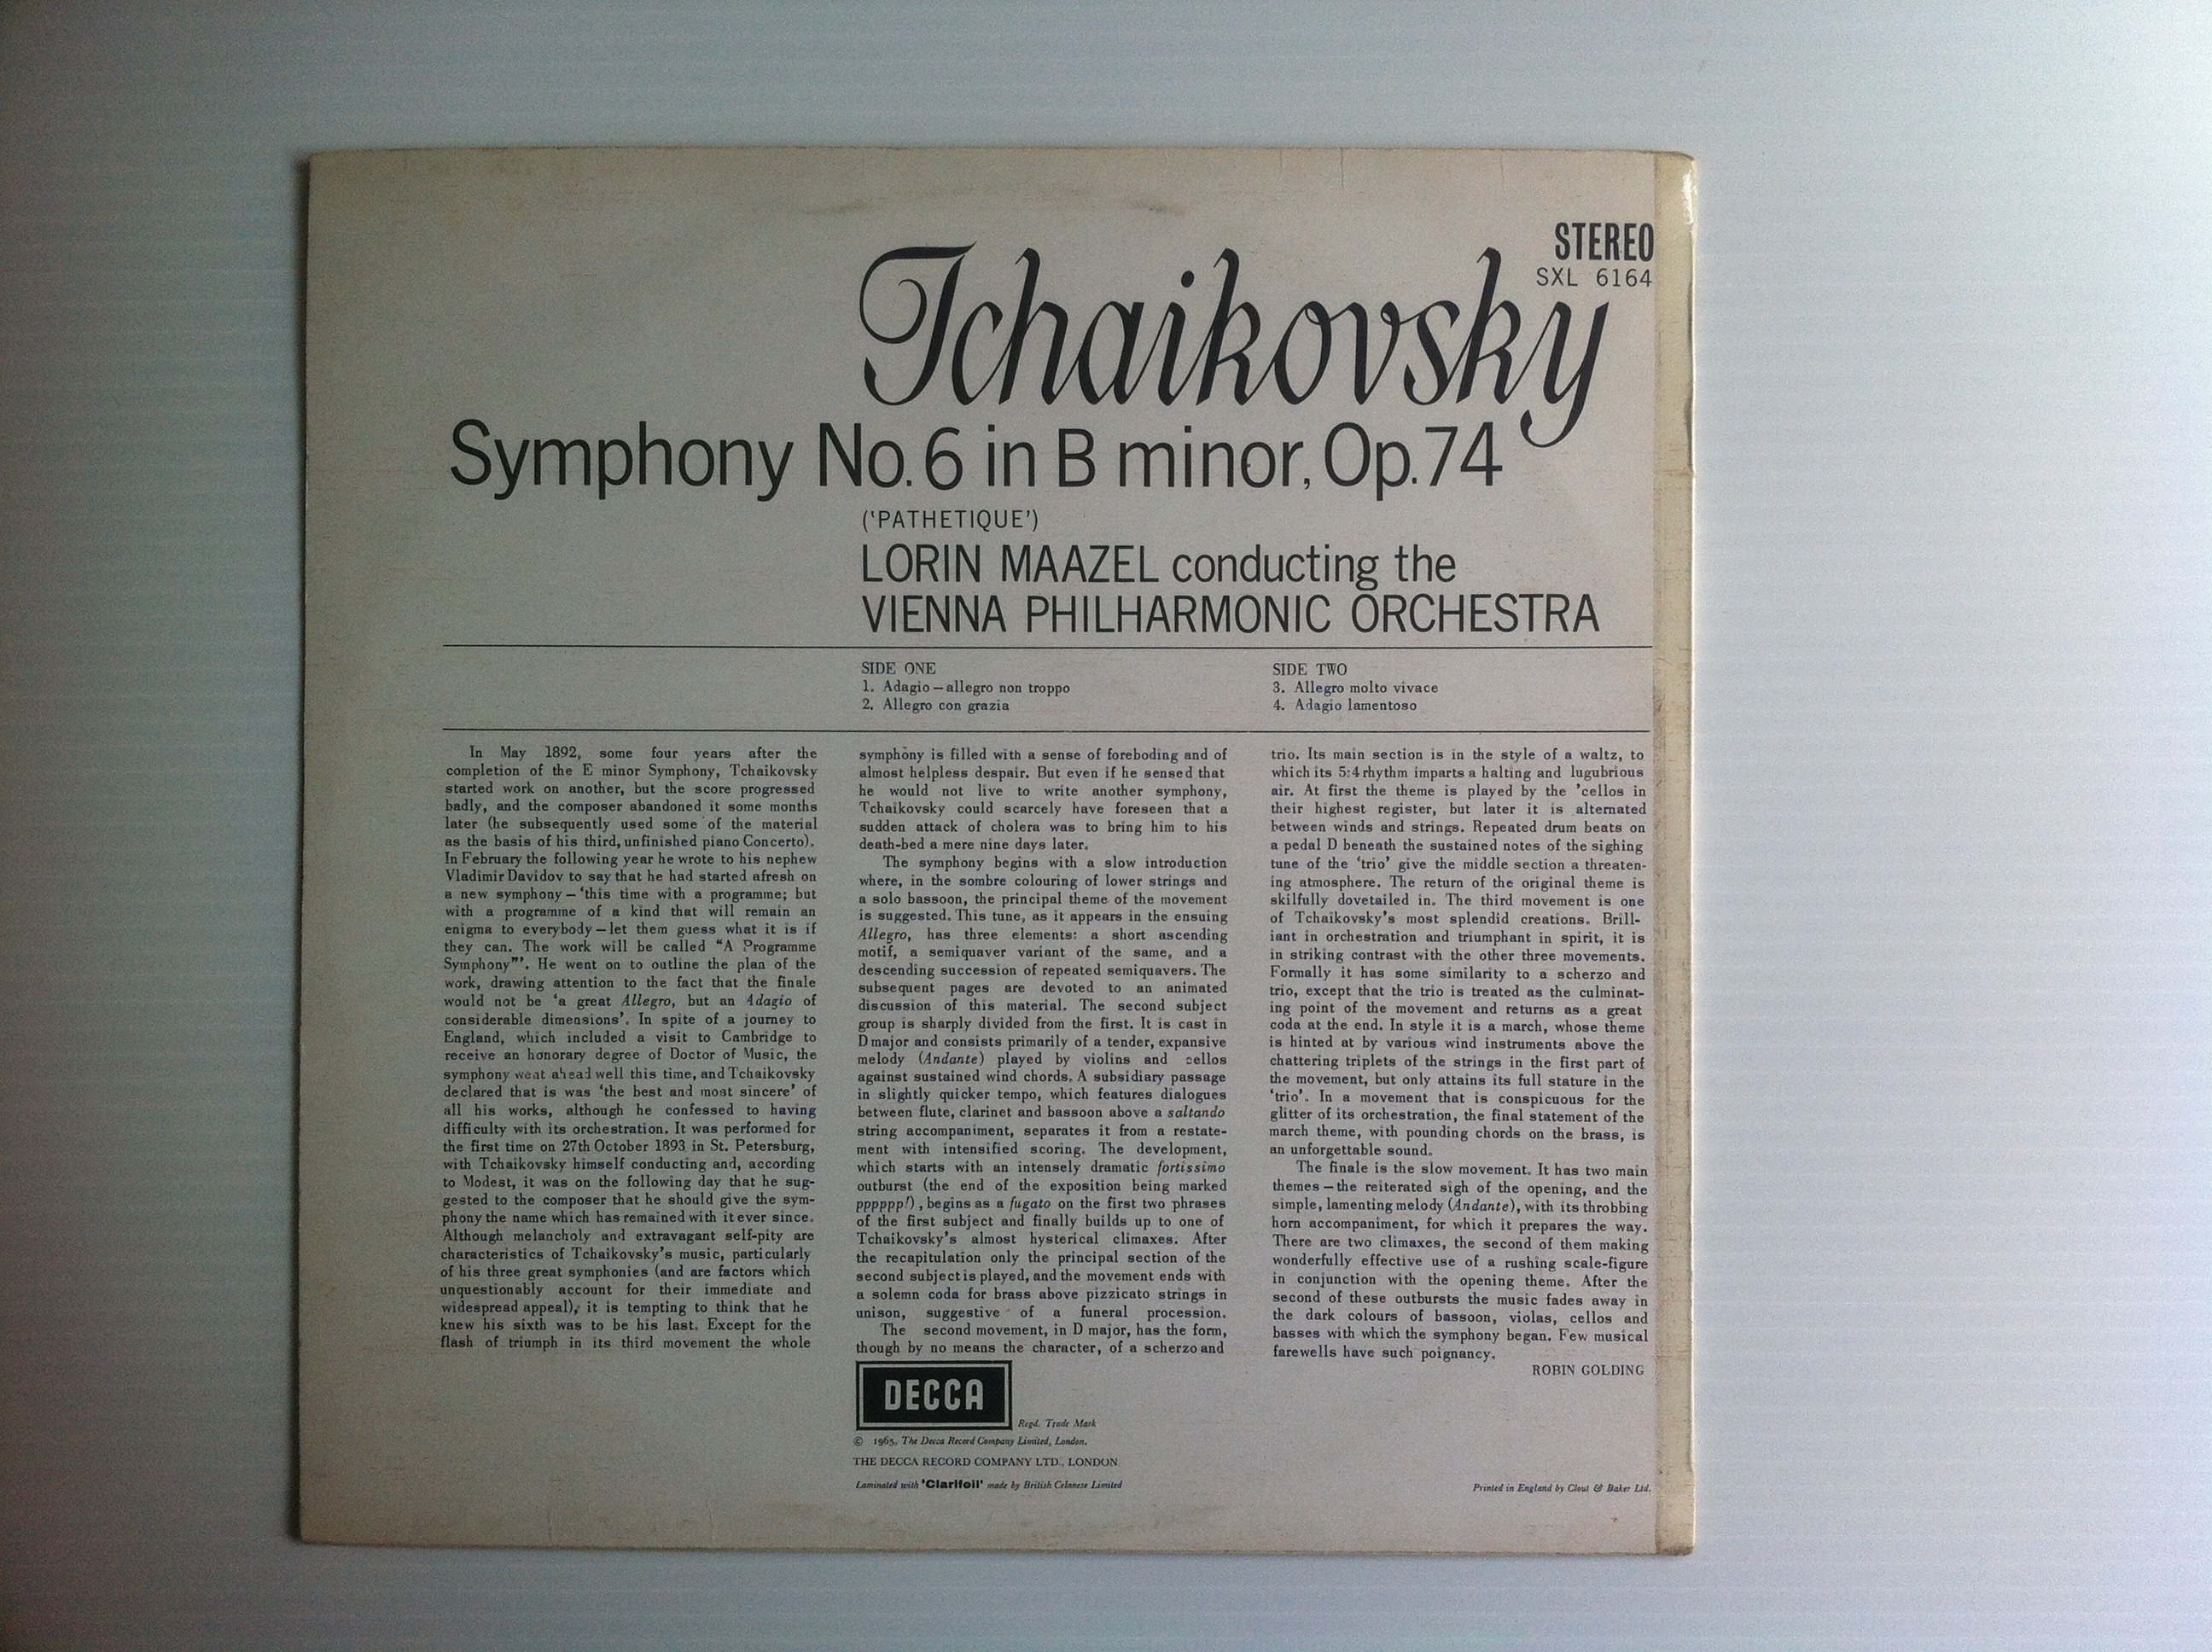 STEREO
SXL 6164
Tchaikovsky
Symphony No. 6 in B minor, Op. 74
('PATHETIQUE')
LORIN MAAZEL conducting the
VIENNA PHILHARMONIC ORCHESTRA
SIDE ONE
1. Adagio – allegro non troppo
2. Allegro con grazia
SIDE TWO
3. Allegro molto vivace
4. Adagio lamentoso
In May 1892, some four years after the
completion of the E minor Symphony, Tchaikovsky
started work on another, but the score progressed
badly, and the composer abandoned it some months
later (he subsequently used some of the material
as the basis of his third, unfinished piano Concerto).
In February the following year he wrote to his nephew
Vladimir Davidov to say that he had started afresh on
a new symphony – 'this time with a programme; but
with a programme of a kind that will remain an
enigma to everybody – let them guess what it is if
they can. The work will be called "A Programme
Symphony"'. He went on to outline the plan of the
work, drawing attention to the fact that the finale
would not be 'a great Allegro, but an Adagio of
considerable dimensions'. In spite of a journey to
England, which included a visit to Cambridge to
receive an honorary degree of Doctor of Music, the
symphony went ahead well this time, and Tchaikovsky
declared that is was 'the best and most sincere' of
all his works, although he confessed to having
difficulty with its orchestration. It was performed for
the first time on 27th October 1893 in St. Petersburg,
with Tchaikovsky himself conducting and, according
to Modest, it was on the following day that he sug-
gested to the composer that he should give the sym-
phony the name which has remained with it ever since.
Although melancholy and extravagant self-pity are
characteristics of Tchaikovsky's music, particularly
of his three great symphonies (and are factors which
unquestionably account for their immediate and
widespread appeal), it is tempting to think that he
knew his sixth was to be his last. Except for the
flash of triumph in its third movement the whole
symphony is filled with a sense of foreboding and of
almost helpless despair. But even if he sensed that
he would not live to write another symphony,
Tchaikovsky could scarcely have foreseen that a
sudden attack of cholera was to bring him to his
death-bed a mere nine days later.
The symphony begins with a slow introduction
where, in the sombre colouring of lower strings and
a solo bassoon, the principal theme of the movement
is suggested. This tune, as it appears in the ensuing
Allegro, has three elements: a short ascending
motif, a semiquaver variant of the same, and a
descending succession of repeated semiquavers. The
subsequent pages are devoted to an animated
discussion of this material. The second subject
group is sharply divided from the first. It is cast in
D major and consists primarily of a tender, expansive
melody (Andante) played by violins and cellos
against sustained wind chords. A subsidiary passage
in slightly quicker tempo, which features dialogues
between flute, clarinet and bassoon above a saltando
string accompaniment, separates it from a restate-
ment with intensified scoring. The development,
which starts with an intensely dramatic fortissimo
outburst (the end of the exposition being marked
pppppp!), begins as a fugato on the first two phrases
of the first subject and finally builds up to one of
Tchaikovsky's almost hysterical climaxes. After
the recapitulation only the principal section of the
second subject is played, and the movement ends with
a solemn coda for brass above pizzicato strings in
unison, suggestive of a funeral procession.
The second movement, in D major, has the form,
though by no means the character, of a scherzo and
trio. Its main section is in the style of a waltz, to
which its 5:4 rhythm imparts a halting and lugubrious
air. At first the theme is played by the 'cellos in
their highest register, but later it is alternated
between winds and strings. Repeated drum beats on
a pedal D beneath the sustained notes of the sighing
tune of the 'trio' give the middle section a threaten-
ing atmosphere. The return of the original theme is
skilfully dovetailed in. The third movement is one
of Tchaikovsky's most splendid creations. Brill-
iant in orchestration and triumphant in spirit, it is
in striking contrast with the other three movements.
Formally it has some similarity to a scherzo and
trio, except that the trio is treated as the culminat-
ing point of the movement and returns as a great
coda at the end. In style it is a march, whose theme
is hinted at by various wind instruments above the
chattering triplets of the strings in the first part of
the movement, but only attains its full stature in the
'trio'. In a movement that is conspicuous for the
glitter of its orchestration, the final statement of the
march theme, with pounding chords on the brass, is
an unforgettable sound.
The finale is the slow movement. It has two main
themes – the reiterated sigh of the opening, and the
simple, lamenting melody (Andante), with its throbbing
horn accompaniment, for which it prepares the way.
There are two climaxes, the second of them making
wonderfully effective use of a rushing scale-figure
in conjunction with the opening theme. After the
second of these outbursts the music fades away in
the dark colours of bassoon, violas, cellos and
basses with which the symphony began. Few musical
farewells have such poignancy.
ROBIN GOLDING
DECCA
Regd. Trade Mark
© 1965, The Decca Record Company Limited, London.
THE DECCA RECORD COMPANY LTD., LONDON
Laminated with 'Clarifoil' made by British Celanese Limited
Printed in England by Clout & Baker Ltd.